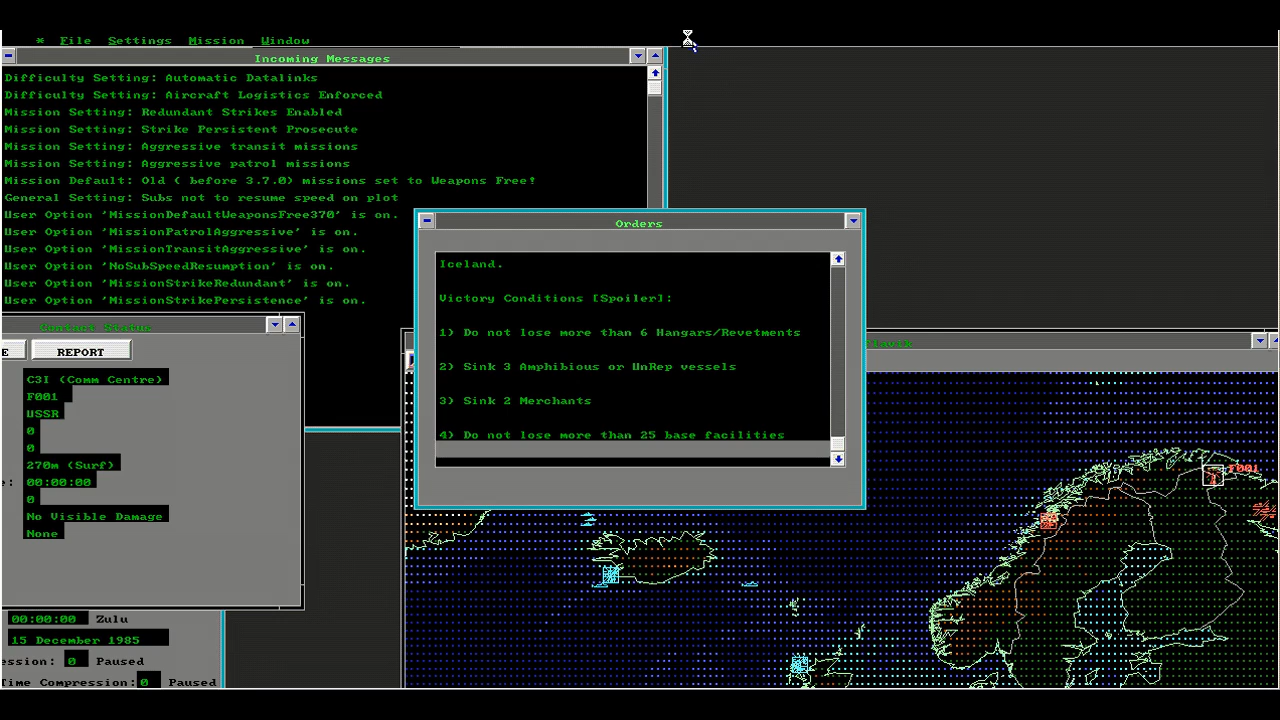 * File Settings Mission Window
Incoming Messages
Difficulty Setting: Automatic Datalinks
Difficulty Setting: Aircraft Logistics Enforced
Mission Setting: Redundant Strikes Enabled
Mission Setting: Strike Persistent Prosecute
Mission Setting: Aggressive transit missions
Mission Setting: Aggressive patrol missions
Mission Default: Old ( before 3.7.0) missions set to Weapons Free!
General Setting: Subs not to resume speed on plot
User Option 'MissionDefaultWeaponsFree370' is on.
User Option 'MissionPatrolAggressive' is on.
User Option 'MissionTransitAggressive' is on.
User Option 'NoSubSpeedResumption' is on.
User Option 'MissionStrikeRedundant' is on.
User Option 'MissionStrikePersistence' is on.
Orders
Iceland.
Victory Conditions [Spoiler]:
1) Do not lose more than 6 Hangars/Revetments
2) Sink 3 Amphibious or UnRep vessels
3) Sink 2 Merchants
4) Do not lose more than 25 base facilities
Contact Status
E REPORT
C3I (Comm Centre)
F001
USSR
0
0
270m (Surf)
: 00:00:00
0
No Visible Damage
None
00:00:00 Zulu
15 December 1985
ession: 0 Paused
Time Compression: 0 Paused
lavik
F001